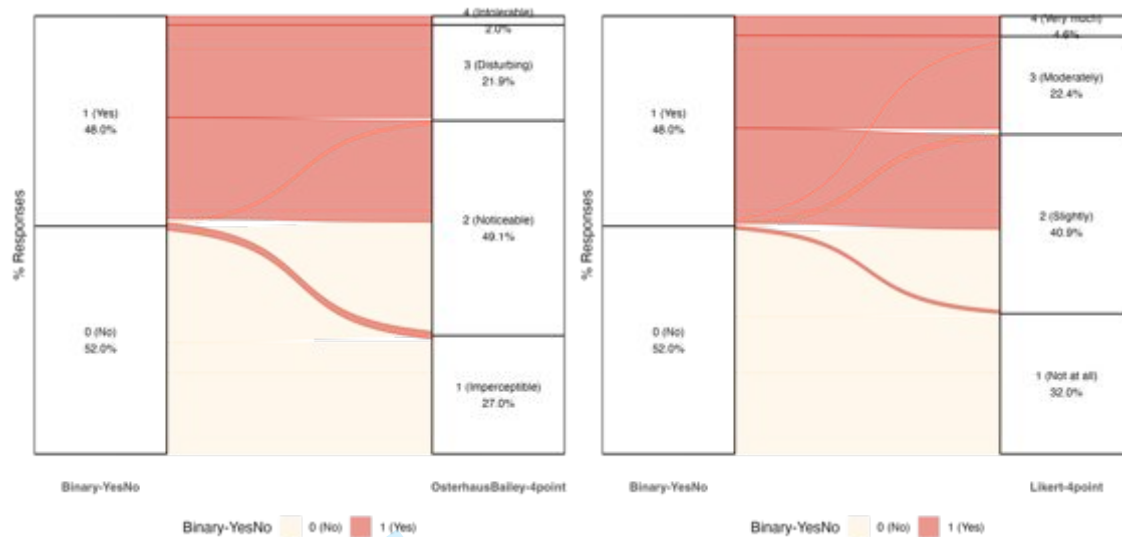 % Responses
1 (Yes)
48.0%
0 (No)
52.0%
4 (Intolerable)
2.0%
3 (Disturbing)
21.9%
2 (Noticeable)
49.1%
1 (Imperceptible)
27.0%
Binary-YesNo
OsterhausBailey-4point
Binary-YesNo 0 (No) 1 (Yes)
% Responses
1 (Yes)
48.0%
0 (No)
52.0%
4 (Very much)
4.6%
3 (Moderately)
22.4%
2 (Slightly)
40.9%
1 (Not at all)
32.0%
Binary-YesNo
Likert-4point
Binary-YesNo 0 (No) 1 (Yes)